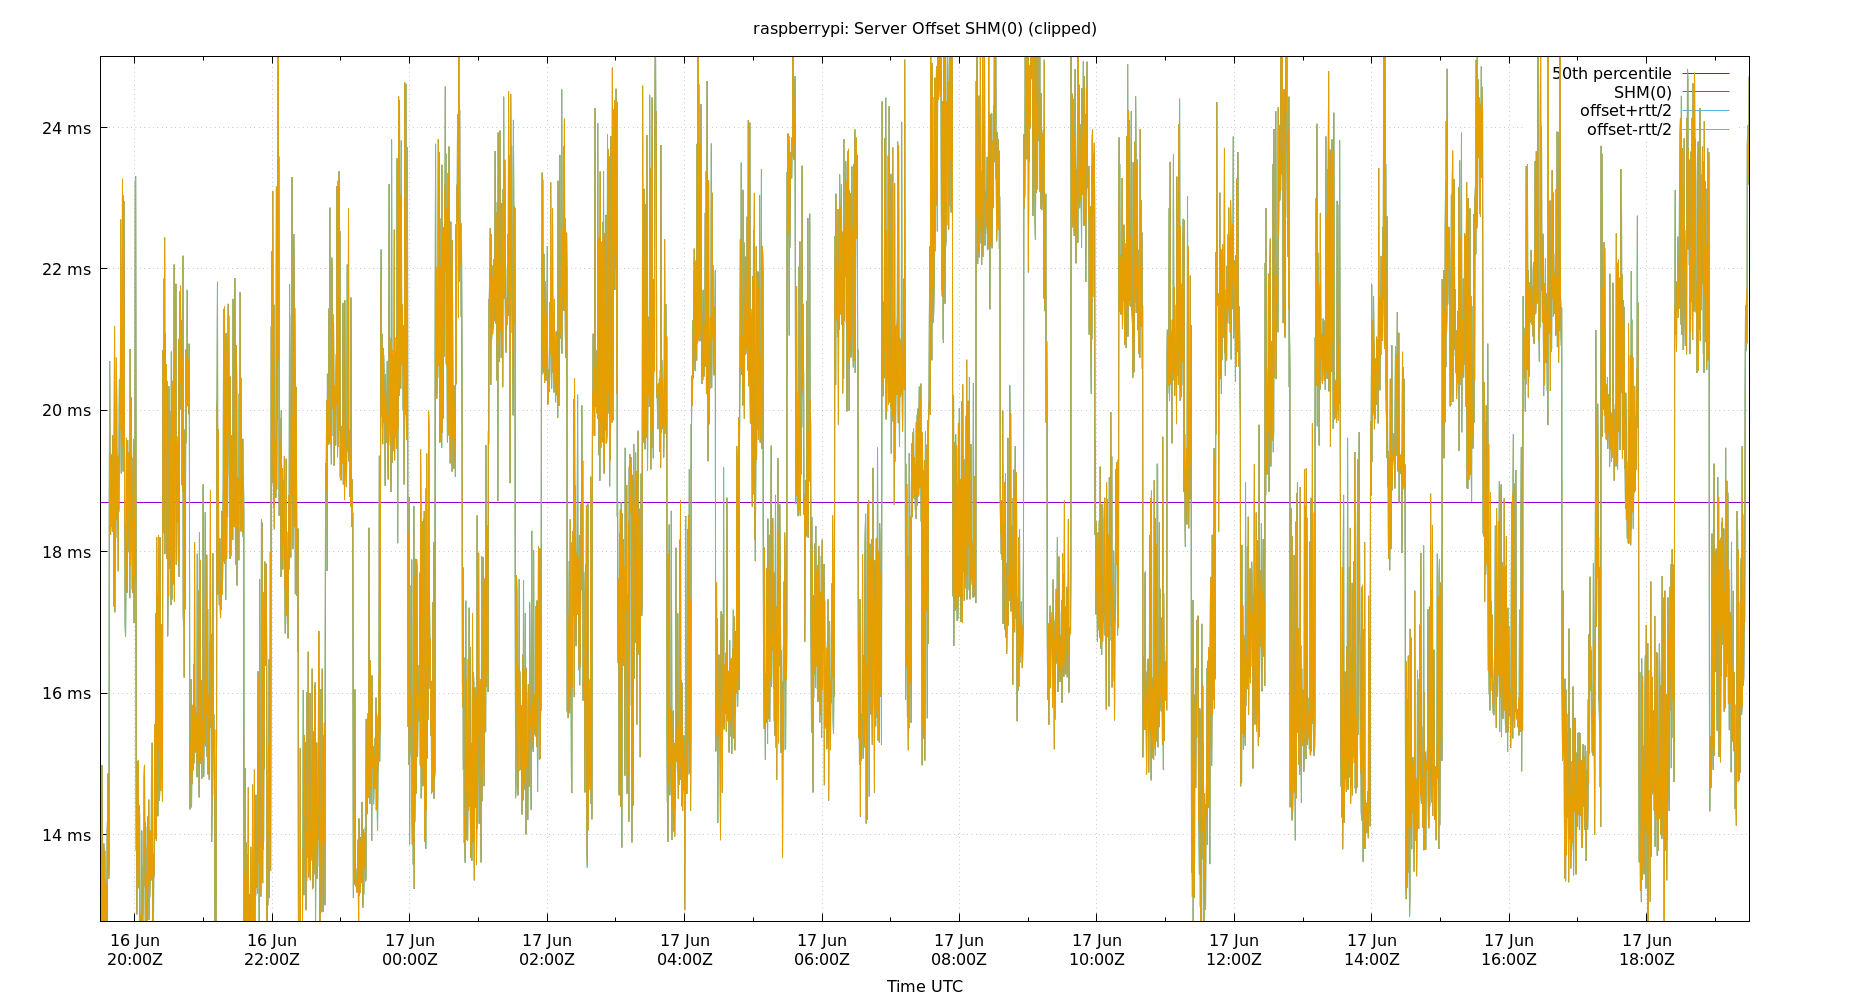 raspberrypi: Server Offset SHM(0) (clipped)
50th percentile
SHM(0)
offset+rtt/2
offset-rtt/2
24 ms
22 ms
20 ms
18 ms
16 ms
14 ms
16 Jun 16 Jun 17 Jun 17 Jun 17 Jun 17 Jun 17 Jun 17 Jun 17 Jun 17 Jun 17 Jun 17 Jun
20:00Z 22:00Z 00:00Z 02:00Z 04:00Z 06:00Z 08:00Z 10:00Z 12:00Z 14:00Z 16:00Z 18:00Z
Time UTC